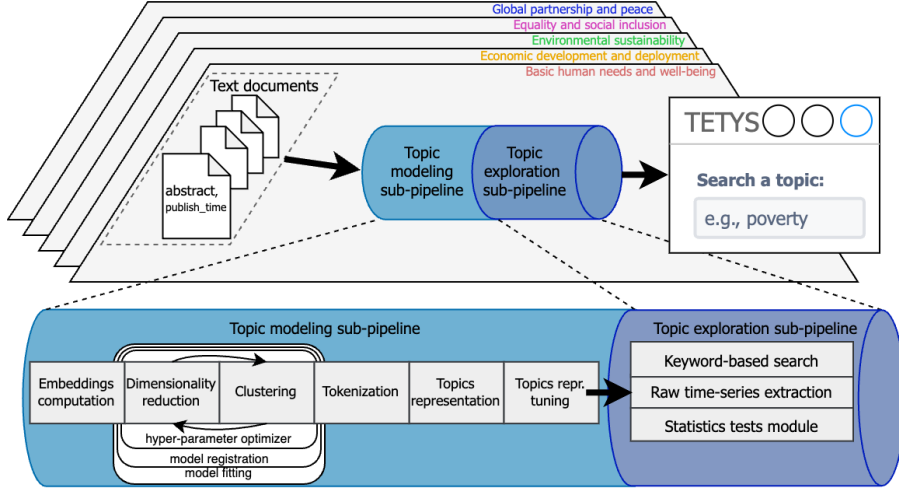 Global partnership and peace
Equality and social inclusion
Environmental sustainability
Economic development and deployment
Basic human needs and well-being
Text documents
abstract,
publish_time
Topic
modeling
sub-pipeline
Topic
exploration
sub-pipeline
TETYS
Search a topic:
e.g., poverty
Topic modeling sub-pipeline
Embeddings
computation
Dimensionality
reduction
Clustering
Tokenization
Topics
representation
Topics repr.
tuning
hyper-parameter optimizer
model registration
model fitting
Topic exploration sub-pipeline
Keyword-based search
Raw time-series extraction
Statistics tests module